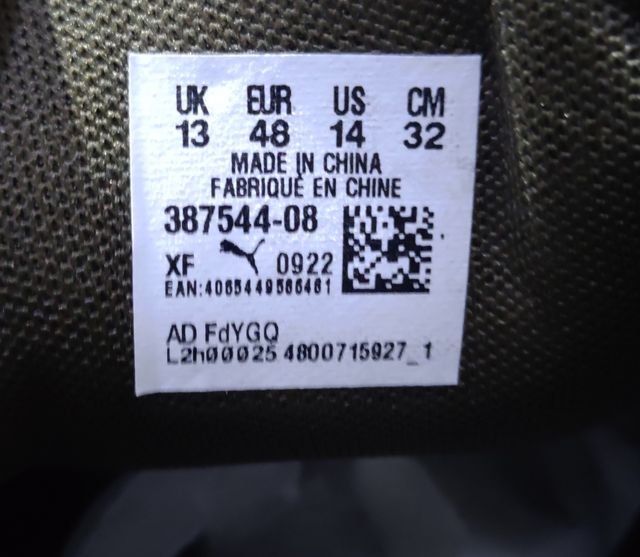 UK EUR US CM
13 48 14 32
MADE IN CHINA
FABRIQUÉ EN CHINE
387544-08
XF 0922
EAN:4065449566461
AD FdYGQ
L2h00025 4800715927_1